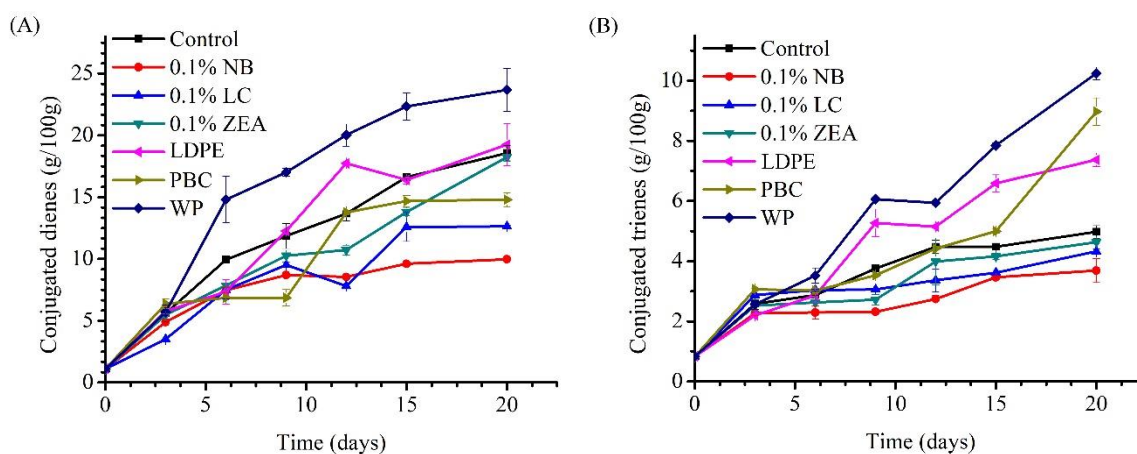 (A)
Control
0.1% NB
0.1% LC
0.1% ZEA
LDPE
PBC
WP
Conjugated dienes (g/100g)
25
20
15
10
5
0
0 5 10 15 20
Time (days)
(B)
Control
0.1% NB
0.1% LC
0.1% ZEA
LDPE
PBC
WP
Conjugated trienes (g/100g)
10
8
6
4
2
0
0 5 10 15 20
Time (days)